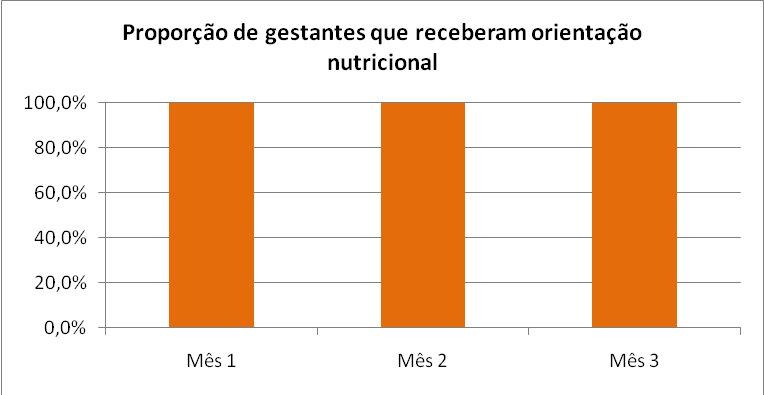 Proporção de gestantes que receberam orientação
nutricional
100,0%
80,0%
60,0%
40,0%
20,0%
0,0%
Mês 1 Mês 2 Mês 3